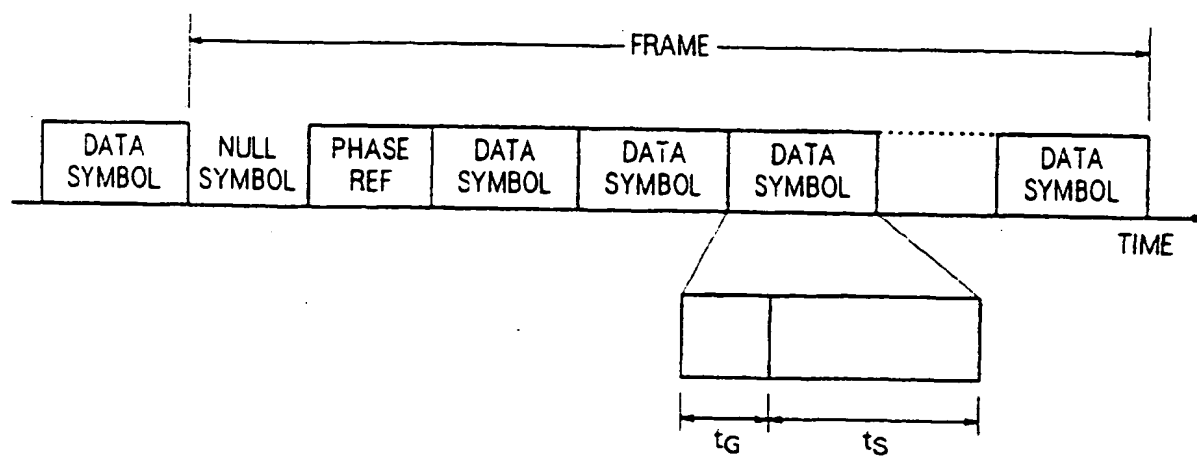 FRAME
DATA
SYMBOL
NULL
SYMBOL
PHASE
REF
DATA
SYMBOL
DATA
SYMBOL
DATA
SYMBOL
DATA
SYMBOL
TIME
tG
tS